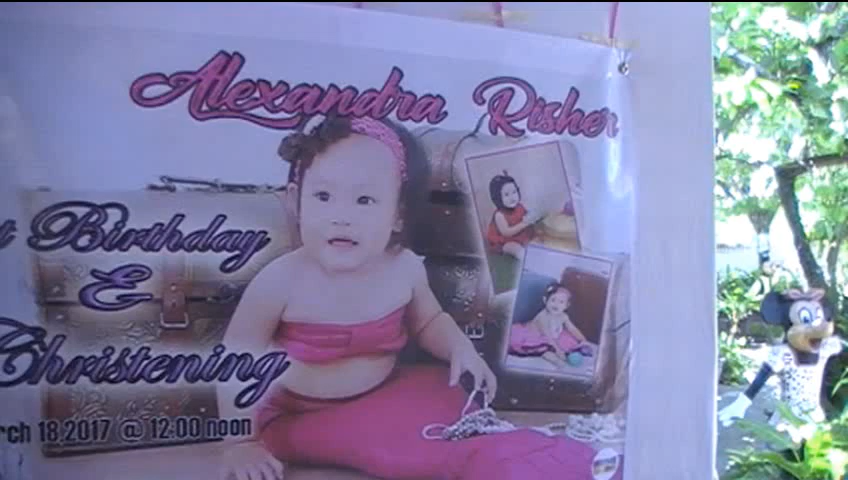 Alexandra Risher
t Birthday
&
Christening
rch 18,2017 @ 12:00 noon